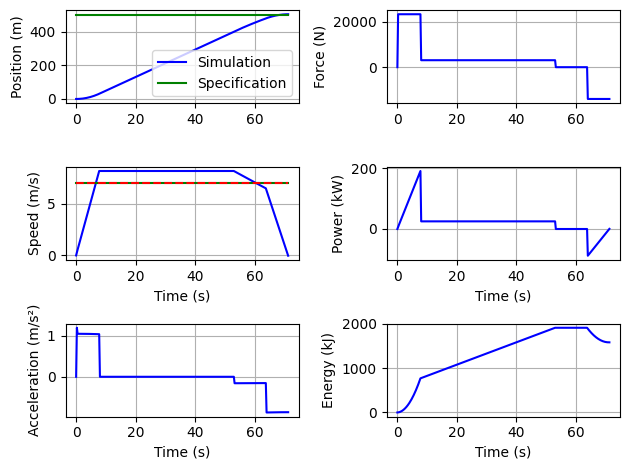 Position (m)
400
200
0
0 20 40 60
Simulation
Specification
Force (N)
20000
0
0 20 40 60
Speed (m/s)
5
0
0 20 40 60
Time (s)
Power (kW)
200
0
0 20 40 60
Time (s)
Acceleration (m/s²)
1
0
0 20 40 60
Time (s)
Energy (kJ)
2000
1000
0
0 20 40 60
Time (s)